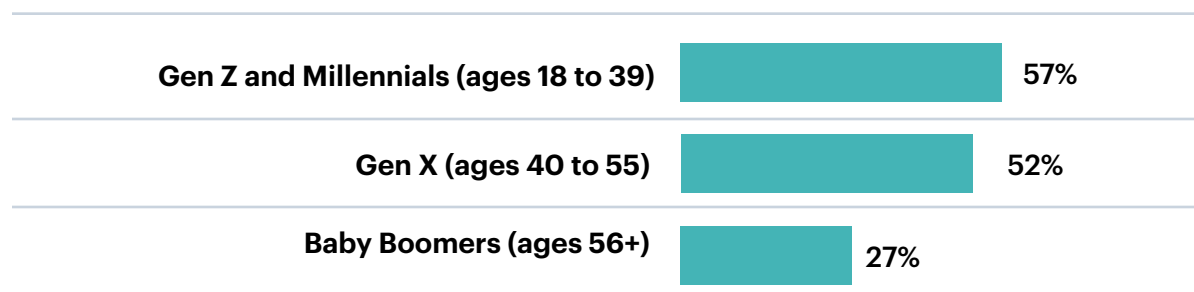 Gen Z and Millennials (ages 18 to 39) 57%
Gen X (ages 40 to 55) 52%
Baby Boomers (ages 56+) 27%